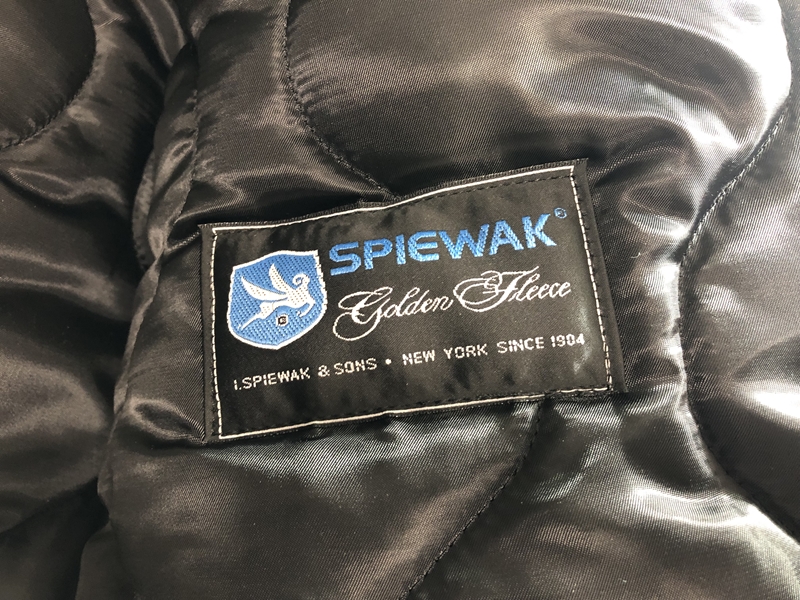 SPIEWAK®
Golden Fleece
I.SPIEWAK & SONS • NEW YORK SINCE 1904